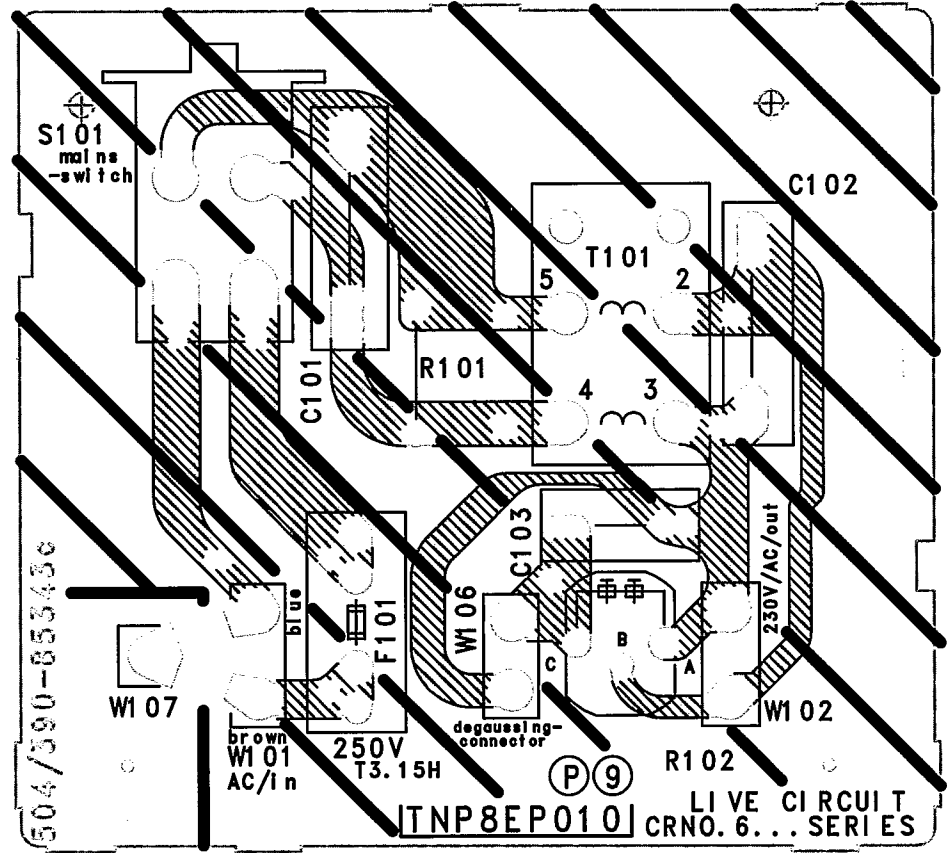 S101
mains
-switch
C102
T101
5
2
R101
C101
4
3
C103
230V/AC/out
504/590-85343c
blue
F101
W106
B
C
A
W107
W102
brown
W101
AC/in
250V
T3.15H
degaussing-
connector
R102
P 9
TNP8EP010
LIVE CIRCUIT
CRNO. 6... SERIES